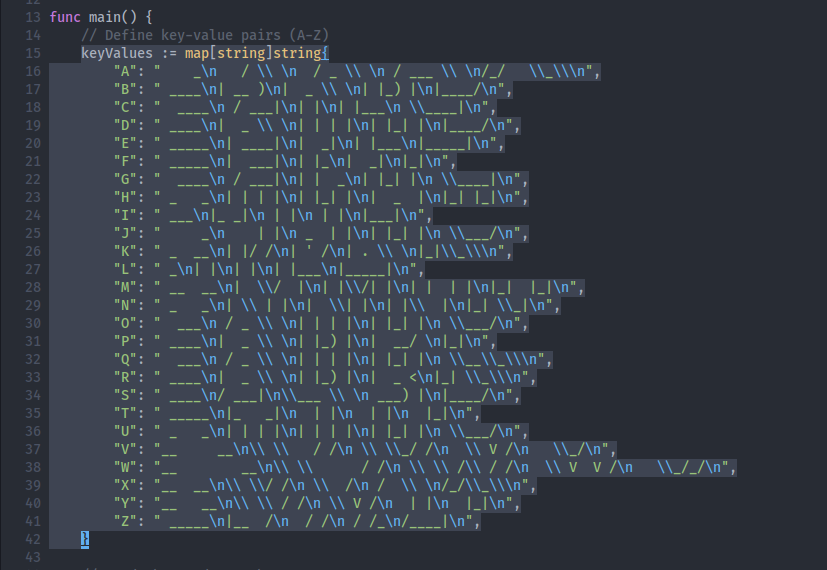 12
13 func main() {
14     // Define key-value pairs (A-Z)
15     keyValues := map[string]string{
16         "A": "    _\n   / \\ \n  / _ \\ \n / ___ \\ \n/_/   \\_\\\n",
17         "B": " ____\n| __ )\n|  _ \\ \n| |_) |\n|____/\n",
18         "C": "  ____\n / ___|\n| |\n| |___\n \\____|\n",
19         "D": " ____\n|  _ \\ \n| | | |\n| |_| |\n|____/\n",
20         "E": " _____\n| ____|\n|  _|\n| |___\n|_____|\n",
21         "F": " _____\n|  ___|\n| |_\n|  _|\n|_|\n",
22         "G": "  ____\n / ___|\n| |  _\n| |_| |\n \\____|\n",
23         "H": " _   _\n| | | |\n| |_| |\n|  _  |\n|_| |_|\n",
24         "I": " ___\n|_ _|\n | |\n | |\n|___|\n",
25         "J": "     _\n    | |\n _  | |\n| |_| |\n \\___/\n",
26         "K": " _  __\n| |/ /\n| ' /\n| . \\ \n|_|\\_\\\n",
27         "L": " _\n| |\n| |\n| |___\n|_____|\n",
28         "M": " __  __\n|  \\/  |\n| |\\/| |\n| |  | |\n|_|  |_|\n",
29         "N": " _   _\n| \\ | |\n|  \\| |\n| |\\  |\n|_| \\_|\n",
30         "O": "  ___\n / _ \\ \n| | | |\n| |_| |\n \\___/\n",
31         "P": " ____\n|  _ \\ \n| |_) |\n|  __/ \n|_|\n",
32         "Q": "  ___\n / _ \\ \n| | | |\n| |_| |\n \\__\\_\\\n",
33         "R": " ____\n|  _ \\ \n| |_) |\n|  _ <\n|_| \\_\\\n",
34         "S": " ____\n/ ___|\n\\___ \\ \n ___) |\n|____/\n",
35         "T": " _____\n|_   _|\n  | |\n  | |\n  |_|\n",
36         "U": " _   _\n| | | |\n| | | |\n| |_| |\n \\___/\n",
37         "V": "__     __\n\\ \\   / /\n \\ \\_/ /\n  \\ V /\n   \\_/\n",
38         "W": "__        __\n\\ \\      / /\n \\ \\ /\\ / /\n  \\ V  V /\n   \\_/_/\n",
39         "X": "__  __\n\\ \\/ /\n \\  /\n /  \\ \n/_/\\_\\\n",
40         "Y": "__   __\n\\ \\ / /\n \\ V /\n  | |\n  |_|\n",
41         "Z": " _____\n|__  /\n  / /\n / /_\n/____|\n",
42     }
43